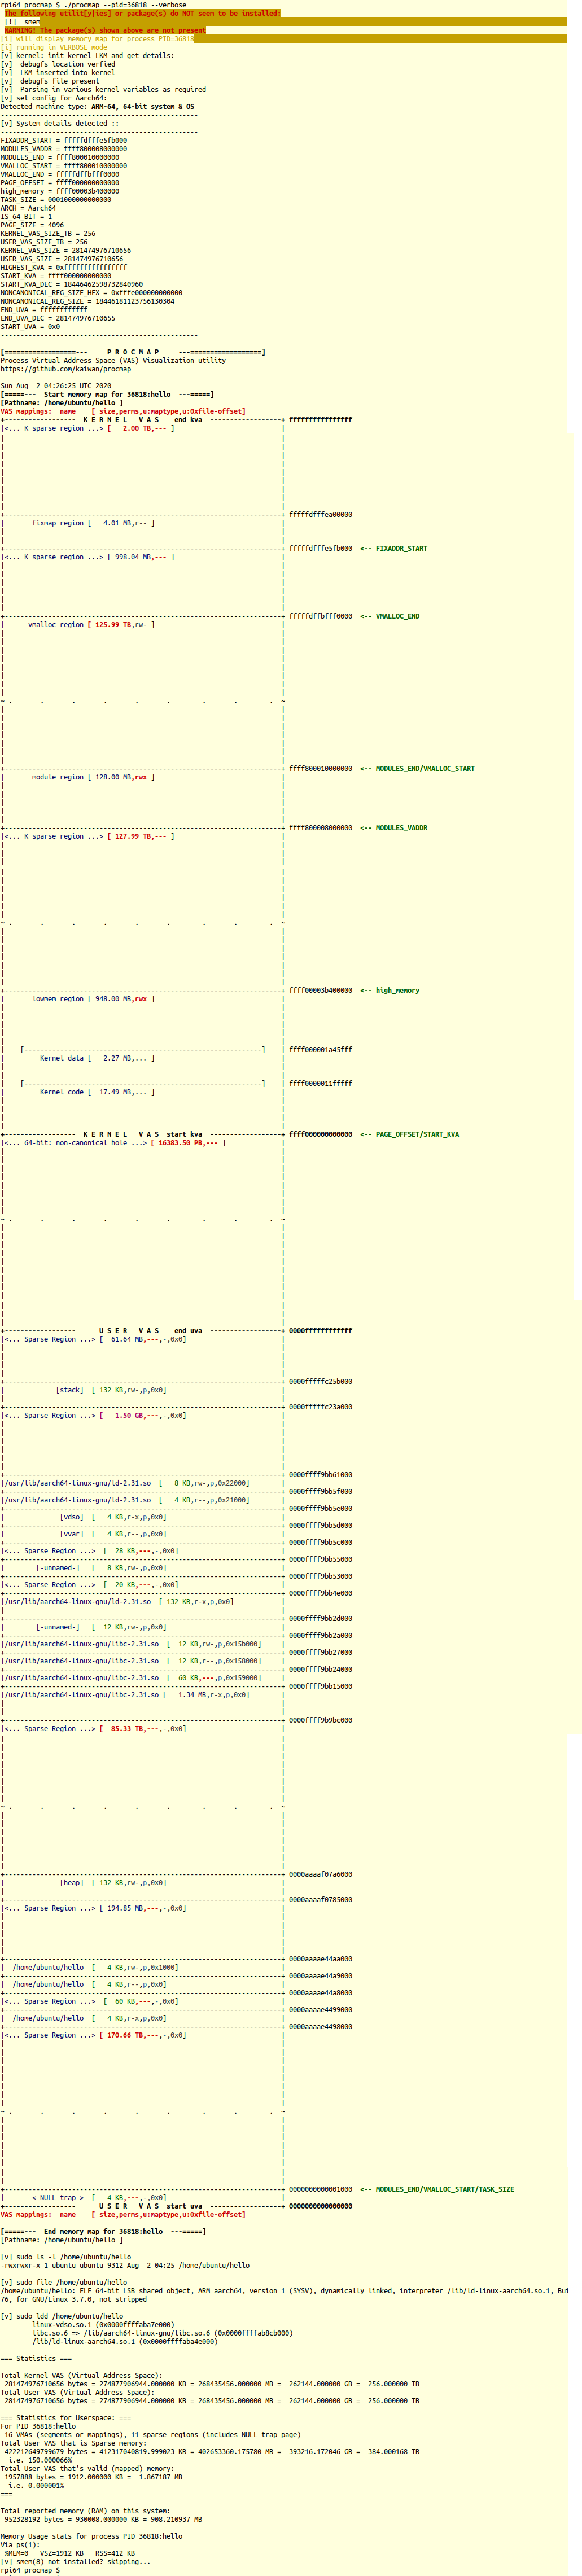 rpi64 procmap $ ./procmap --pid=36818 --verbose
The following utilit[y|ies] or package(s) do NOT seem to be installed:
[!]  smem
WARNING! The package(s) shown above are not present
[i] will display memory map for process PID=36818
[i] running in VERBOSE mode
[v] kernel: init kernel LKM and get details:
[v]  debugfs location verfied
[v]  LKM inserted into kernel
[v]  debugfs file present
[v]  Parsing in various kernel variables as required
[v] set config for Aarch64:
Detected machine type: ARM-64, 64-bit system & OS
--------------------------------------------------
[v] System details detected ::
--------------------------------------------------
FIXADDR_START = fffffdfffe5fb000
MODULES_VADDR = ffff800008000000
MODULES_END = ffff800010000000
VMALLOC_START = ffff800010000000
VMALLOC_END = fffffdffbfff0000
PAGE_OFFSET = ffff000000000000
high_memory = ffff00003b400000
TASK_SIZE = 0001000000000000
ARCH = Aarch64
IS_64_BIT = 1
PAGE_SIZE = 4096
KERNEL_VAS_SIZE_TB = 256
USER_VAS_SIZE_TB = 256
KERNEL_VAS_SIZE = 281474976710656
USER_VAS_SIZE = 281474976710656
HIGHEST_KVA = 0xffffffffffffffff
START_KVA = ffff000000000000
START_KVA_DEC = 18446462598732840960
NONCANONICAL_REG_SIZE_HEX = 0xfffe000000000000
NONCANONICAL_REG_SIZE = 18446181123756130304
END_UVA = ffffffffffff
END_UVA_DEC = 281474976710655
START_UVA = 0x0
--------------------------------------------------
[==================---     P R O C M A P     ---==================]
Process Virtual Address Space (VAS) Visualization utility
https://github.com/kaiwan/procmap
Sun Aug  2 04:26:25 UTC 2020
[=====---  Start memory map for 36818:hello  ---=====]
[Pathname: /home/ubuntu/hello ]
VAS mappings:  name    [ size,perms,u:maptype,u:0xfile-offset]
+------------------  K E R N E L   V A S    end kva  ------------------+ ffffffffffffffff
|<... K sparse region ...> [   2.00 TB,--- ]                           |
+----------------------------------------------------------------------+ fffffdfffea00000
|       fixmap region [   4.01 MB,r-- ]                                |
+----------------------------------------------------------------------+ fffffdfffe5fb000  <-- FIXADDR_START
|<... K sparse region ...> [ 998.04 MB,--- ]                           |
+----------------------------------------------------------------------+ fffffdffbfff0000  <-- VMALLOC_END
|      vmalloc region [ 125.99 TB,rw- ]                                |
~ .       .       .        .       .        .        .       .        .  ~
+----------------------------------------------------------------------+ ffff800010000000  <-- MODULES_END/VMALLOC_START
|       module region [ 128.00 MB,rwx ]                                |
+----------------------------------------------------------------------+ ffff800008000000  <-- MODULES_VADDR
|<... K sparse region ...> [ 127.99 TB,--- ]                           |
~ .       .       .        .       .        .        .       .        .  ~
+----------------------------------------------------------------------+ ffff00003b400000  <-- high_memory
|       lowmem region [ 948.00 MB,rwx ]                                |
|    [------------------------------------------------------------]    | ffff000001a45fff
|         Kernel data [   2.27 MB,... ]                                |
|    [------------------------------------------------------------]    | ffff0000011fffff
|         Kernel code [  17.49 MB,... ]                                |
+------------------  K E R N E L   V A S  start kva  ------------------+ ffff000000000000  <-- PAGE_OFFSET/START_KVA
|<... 64-bit: non-canonical hole ...> [ 16383.50 PB,--- ]              |
~ .       .       .        .       .        .        .       .        .  ~
+------------------      U S E R   V A S    end uva  ------------------+ 0000ffffffffffff
|<... Sparse Region ...> [  61.64 MB,---,-,0x0]                        |
+----------------------------------------------------------------------+ 0000fffffc25b000
|             [stack]  [ 132 KB,rw-,p,0x0]                             |
+----------------------------------------------------------------------+ 0000fffffc23a000
|<... Sparse Region ...> [   1.50 GB,---,-,0x0]                        |
+----------------------------------------------------------------------+ 0000ffff9bb61000
|/usr/lib/aarch64-linux-gnu/ld-2.31.so  [   8 KB,rw-,p,0x22000]        |
+----------------------------------------------------------------------+ 0000ffff9bb5f000
|/usr/lib/aarch64-linux-gnu/ld-2.31.so  [   4 KB,r--,p,0x21000]        |
+----------------------------------------------------------------------+ 0000ffff9bb5e000
|              [vdso]  [   4 KB,r-x,p,0x0]                             |
+----------------------------------------------------------------------+ 0000ffff9bb5d000
|              [vvar]  [   4 KB,r--,p,0x0]                             |
+----------------------------------------------------------------------+ 0000ffff9bb5c000
|<... Sparse Region ...>  [  28 KB,---,-,0x0]                          |
+----------------------------------------------------------------------+ 0000ffff9bb55000
|        [-unnamed-]   [   8 KB,rw-,p,0x0]                             |
+----------------------------------------------------------------------+ 0000ffff9bb53000
|<... Sparse Region ...>  [  20 KB,---,-,0x0]                          |
+----------------------------------------------------------------------+ 0000ffff9bb4e000
|/usr/lib/aarch64-linux-gnu/ld-2.31.so  [ 132 KB,r-x,p,0x0]            |
+----------------------------------------------------------------------+ 0000ffff9bb2d000
|        [-unnamed-]   [  12 KB,rw-,p,0x0]                             |
+----------------------------------------------------------------------+ 0000ffff9bb2a000
|/usr/lib/aarch64-linux-gnu/libc-2.31.so  [  12 KB,rw-,p,0x15b000]     |
+----------------------------------------------------------------------+ 0000ffff9bb27000
|/usr/lib/aarch64-linux-gnu/libc-2.31.so  [  12 KB,r--,p,0x158000]     |
+----------------------------------------------------------------------+ 0000ffff9bb24000
|/usr/lib/aarch64-linux-gnu/libc-2.31.so  [  60 KB,---,p,0x159000]     |
+----------------------------------------------------------------------+ 0000ffff9bb15000
|/usr/lib/aarch64-linux-gnu/libc-2.31.so [   1.34 MB,r-x,p,0x0]        |
+----------------------------------------------------------------------+ 0000ffff9b9bc000
|<... Sparse Region ...> [  85.33 TB,---,-,0x0]                        |
~ .       .       .        .       .        .        .       .        .  ~
+----------------------------------------------------------------------+ 0000aaaaf07a6000
|              [heap]  [ 132 KB,rw-,p,0x0]                             |
+----------------------------------------------------------------------+ 0000aaaaf0785000
|<... Sparse Region ...> [ 194.85 MB,---,-,0x0]                        |
+----------------------------------------------------------------------+ 0000aaaae44aa000
|  /home/ubuntu/hello  [   4 KB,rw-,p,0x1000]                          |
+----------------------------------------------------------------------+ 0000aaaae44a9000
|  /home/ubuntu/hello  [   4 KB,r--,p,0x0]                             |
+----------------------------------------------------------------------+ 0000aaaae44a8000
|<... Sparse Region ...>  [  60 KB,---,-,0x0]                          |
+----------------------------------------------------------------------+ 0000aaaae4499000
|  /home/ubuntu/hello  [   4 KB,r-x,p,0x0]                             |
+----------------------------------------------------------------------+ 0000aaaae4498000
|<... Sparse Region ...> [ 170.66 TB,---,-,0x0]                        |
~ .       .       .        .       .        .        .       .        .  ~
+----------------------------------------------------------------------+ 0000000000001000  <-- MODULES_END/VMALLOC_START/TASK_SIZE
|       < NULL trap >  [   4 KB,---,-,0x0]                             |
+------------------      U S E R   V A S  start uva  ------------------+ 0000000000000000
VAS mappings:  name    [ size,perms,u:maptype,u:0xfile-offset]
[=====---  End memory map for 36818:hello  ---=====]
[Pathname: /home/ubuntu/hello ]
[v] sudo ls -l /home/ubuntu/hello
-rwxrwxr-x 1 ubuntu ubuntu 9312 Aug  2 04:25 /home/ubuntu/hello
[v] sudo file /home/ubuntu/hello
/home/ubuntu/hello: ELF 64-bit LSB shared object, ARM aarch64, version 1 (SYSV), dynamically linked, interpreter /lib/ld-linux-aarch64.so.1, Bui
76, for GNU/Linux 3.7.0, not stripped
[v] sudo ldd /home/ubuntu/hello
linux-vdso.so.1 (0x0000ffffaba7e000)
libc.so.6 => /lib/aarch64-linux-gnu/libc.so.6 (0x0000ffffab8cb000)
/lib/ld-linux-aarch64.so.1 (0x0000ffffaba4e000)
=== Statistics ===
Total Kernel VAS (Virtual Address Space):
281474976710656 bytes = 274877906944.000000 KB = 268435456.000000 MB =  262144.000000 GB =  256.000000 TB
Total User VAS (Virtual Address Space):
281474976710656 bytes = 274877906944.000000 KB = 268435456.000000 MB =  262144.000000 GB =  256.000000 TB
=== Statistics for Userspace: ===
For PID 36818:hello
16 VMAs (segments or mappings), 11 sparse regions (includes NULL trap page)
Total User VAS that is Sparse memory:
422212649799679 bytes = 412317040819.999023 KB = 402653360.175780 MB =  393216.172046 GB =  384.000168 TB
i.e. 150.000066%
Total User VAS that's valid (mapped) memory:
1957888 bytes = 1912.000000 KB =  1.867187 MB
i.e. 0.000001%
===
Total reported memory (RAM) on this system:
952328192 bytes = 930008.000000 KB = 908.210937 MB
Memory Usage stats for process PID 36818:hello
Via ps(1):
%MEM=0   VSZ=1912 KB   RSS=412 KB
[v] smem(8) not installed? skipping...
rpi64 procmap $